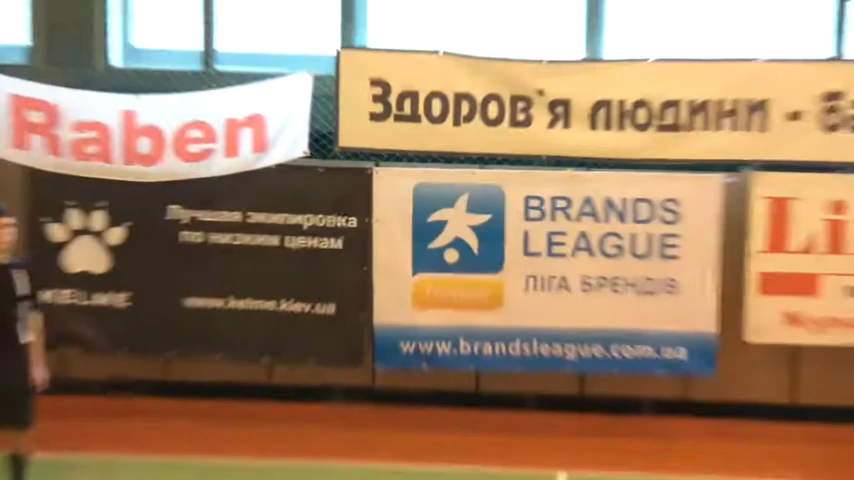 Raben
Здоров'я людини -
Лучшая экипировка
по низким ценам
KELME
www.kelme.kiev.ua
BRANDS
LEAGUE
ЛІГА БРЕНДІВ
www.brandsleague.com.ua